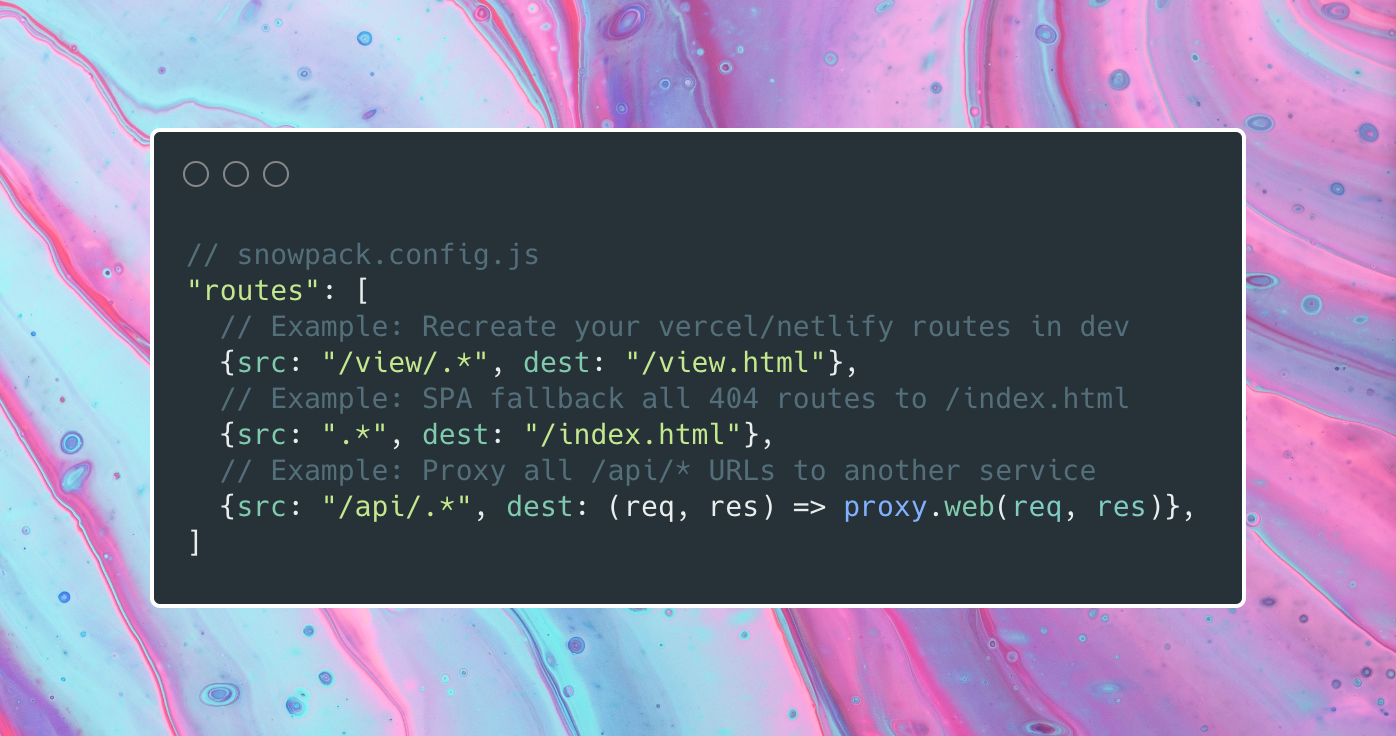 // snowpack.config.js
"routes": [
  // Example: Recreate your vercel/netlify routes in dev
  {src: "/view/.*", dest: "/view.html"},
  // Example: SPA fallback all 404 routes to /index.html
  {src: ".*", dest: "/index.html"},
  // Example: Proxy all /api/* URLs to another service
  {src: "/api/.*", dest: (req, res) => proxy.web(req, res)},
]